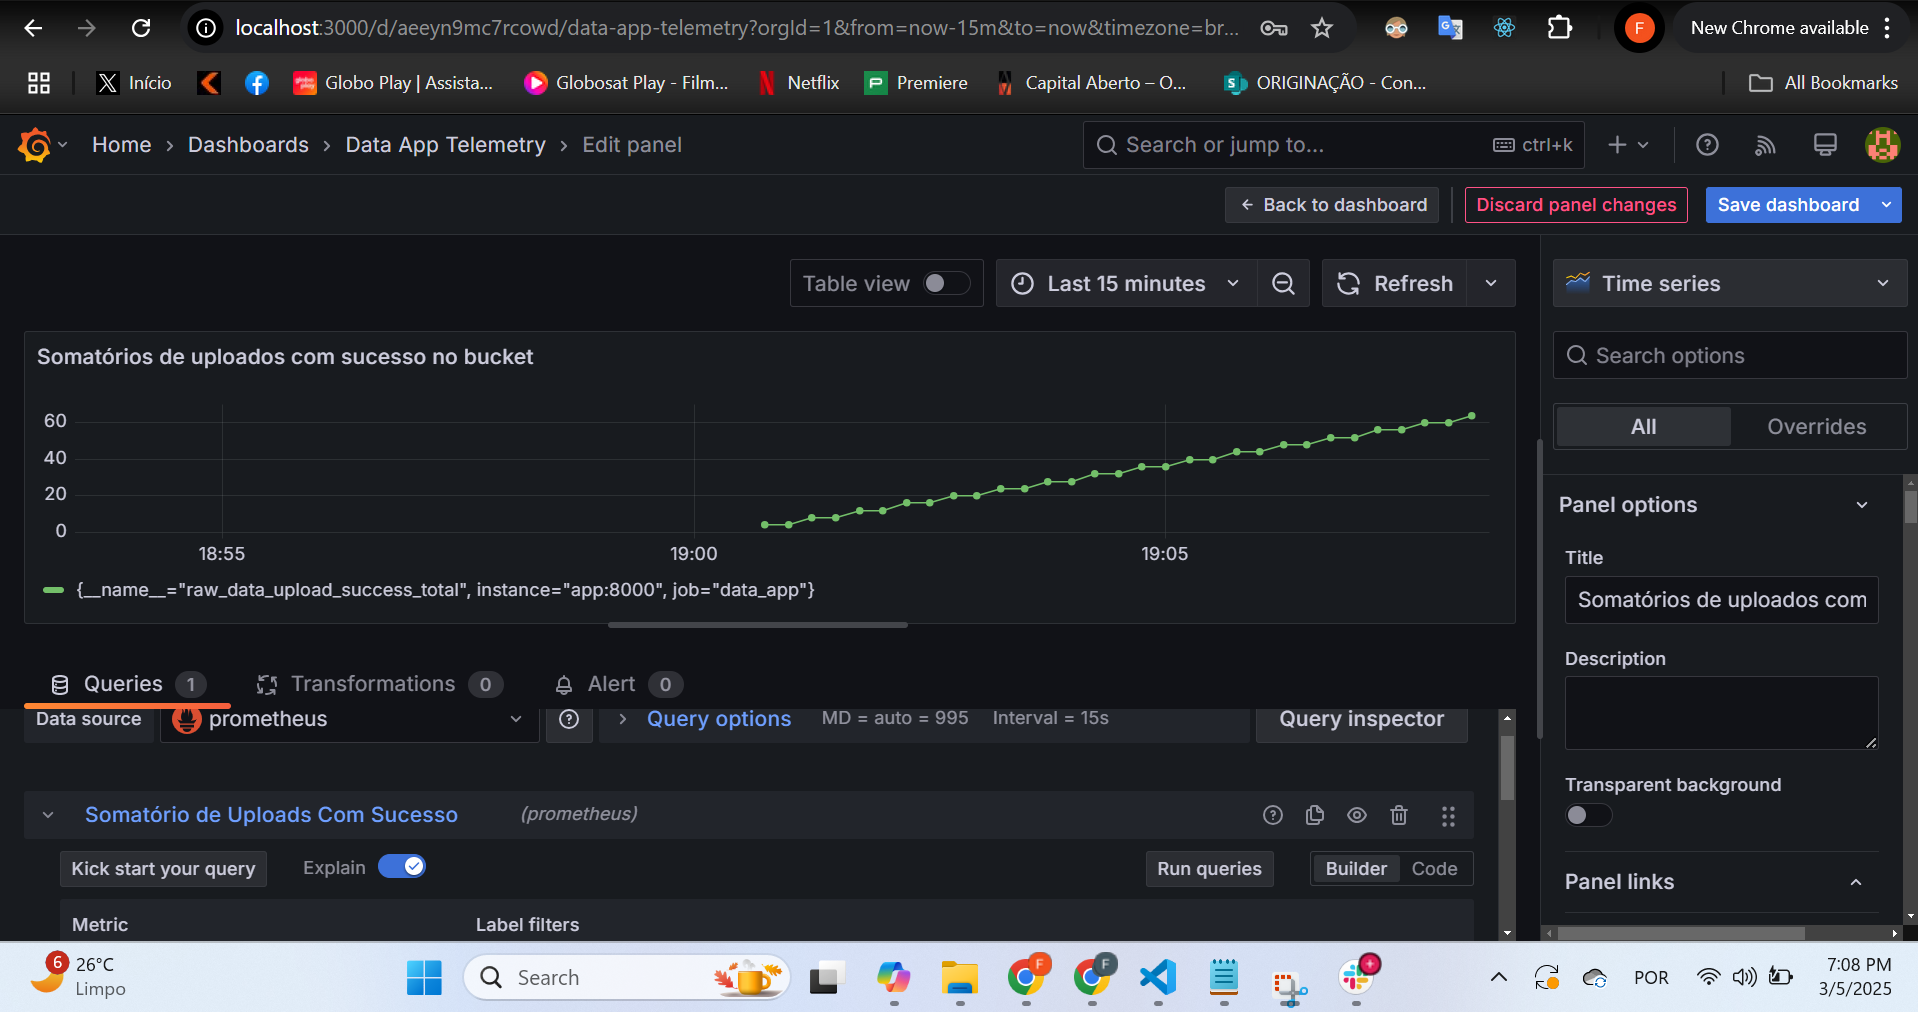 localhost:3000/d/aeeyn9mc7rcowd/data-app-telemetry?orgId=1&from=now-15m&to=now&timezone=br...
F
New Chrome available
Início
Globo Play | Assista...
Globosat Play - Film...
Netflix
Premiere
Capital Aberto – O...
ORIGINAÇÃO - Con...
All Bookmarks
Home › Dashboards › Data App Telemetry › Edit panel
Search or jump to...
ctrl+k
Back to dashboard
Discard panel changes
Save dashboard
Table view
Last 15 minutes
Refresh
Time series
Somatórios de uploados com sucesso no bucket
Search options
60
40
20
0
18:55
19:00
19:05
{__name__="raw_data_upload_success_total", instance="app:8000", job="data_app"}
All
Overrides
Panel options
Title
Somatórios de uploados com
Description
Transparent background
Panel links
Queries 1
Transformations 0
Alert 0
Data source
prometheus
Query options
MD = auto = 995
Interval = 15s
Query inspector
Somatório de Uploads Com Sucesso
(prometheus)
Kick start your query
Explain
Run queries
Builder
Code
Metric
Label filters
6
26°C
Limpo
Search
F
F
POR
7:08 PM
3/5/2025